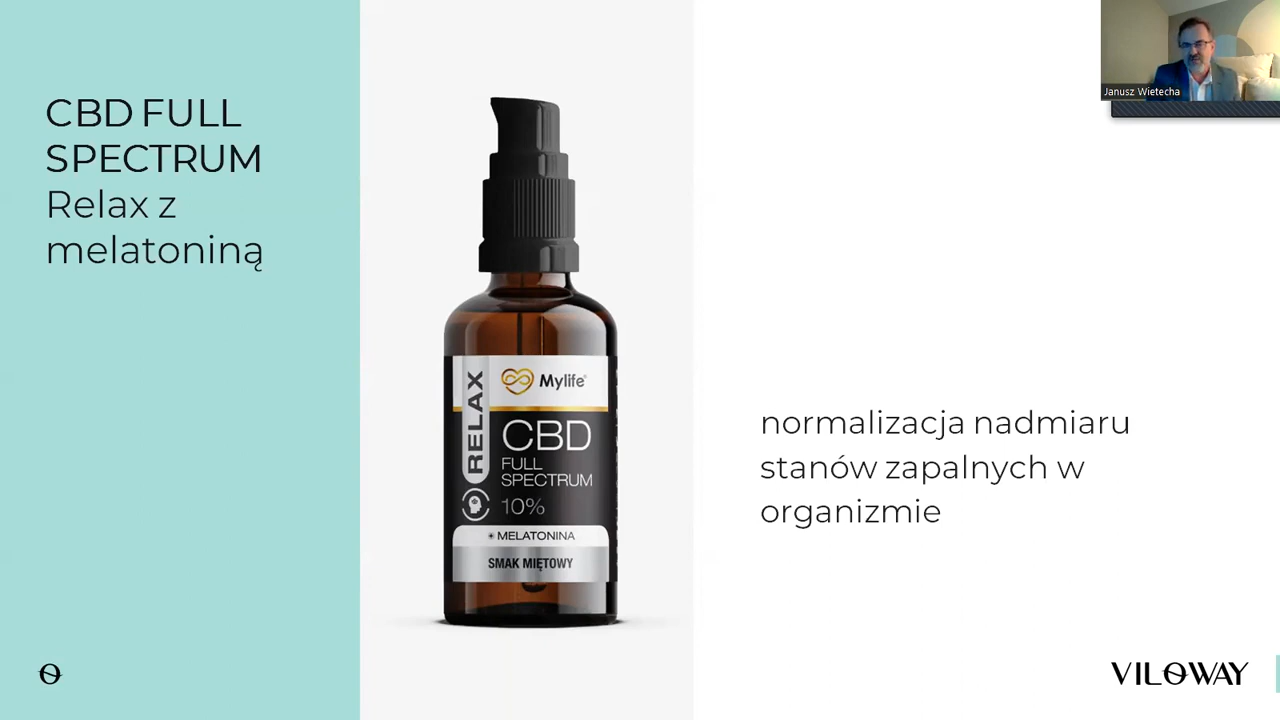 CBD FULL
SPECTRUM
Relax z
melatoniną
RELAX
Mylife
CBD
FULL
SPECTRUM
10%
+ MELATONINA
SMAK MIĘTOWY
normalizacja nadmiaru
stanów zapalnych w
organizmie
Janusz Wietecha
VILOWAY